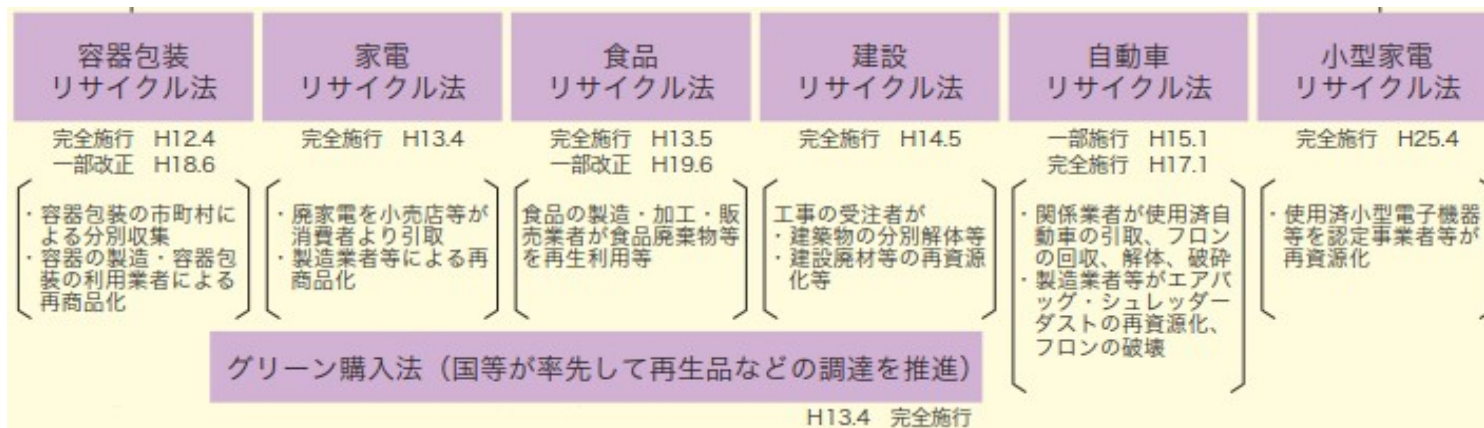 容器包装
リサイクル法
完全施行 H12.4
一部改正 H18.6
・容器包装の市町村に
よる分別収集
・容器の製造・容器包
装の利用業者による
再商品化
家電
リサイクル法
完全施行 H13.4
・廃家電を小売店等が
消費者より引取
・製造業者等による再
商品化
食品
リサイクル法
完全施行 H13.5
一部改正 H19.6
食品の製造・加工・販
売業者が食品廃棄物等
を再生利用等
建設
リサイクル法
完全施行 H14.5
工事の受注者が
・建築物の分別解体等
・建設廃材等の再資源
化等
自動車
リサイクル法
一部施行 H15.1
完全施行 H17.1
・関係業者が使用済自
動車の引取、フロン
の回収、解体、破砕
・製造業者等がエアバ
ッグ・シュレッダー
ダストの再資源化、
フロンの破壊
小型家電
リサイクル法
完全施行 H25.4
・使用済小型電子機器
等を認定事業者等が
再資源化
グリーン購入法（国等が率先して再生品などの調達を推進）
H13.4 完全施行